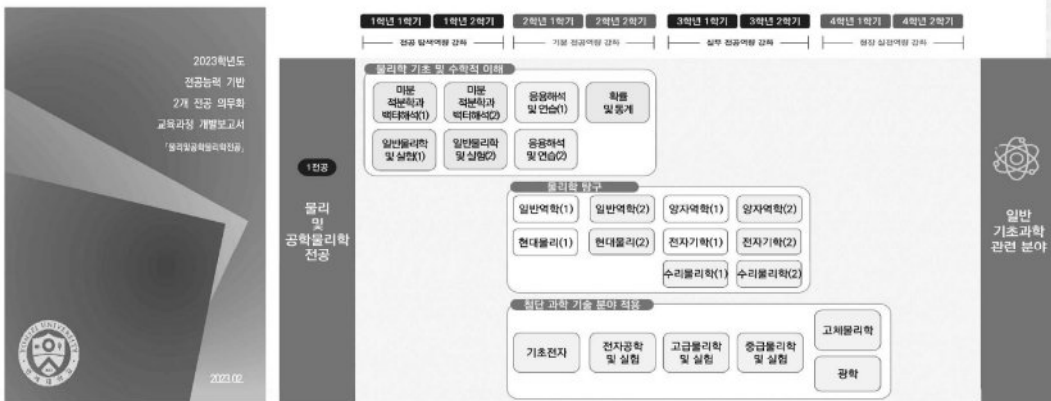 2023학년도
전공능력 기반
2개 전공 의무화
교육과정 개발보고서
「물리및공학물리학전공」
YONSEI UNIVERSITY
2023.02.
1학년 1학기 1학년 2학기 2학년 1학기 2학년 2학기 3학년 1학기 3학년 2학기 4학년 1학기 4학년 2학기
전공 탐색역량 강화 기본 전공역량 강화 실무 전공역량 강화 현장 실전역량 강화
1전공
물리
및
공학물리학
전공
물리학 기초 및 수학적 이해
미분
적분학과
벡터해석(1)
미분
적분학과
벡터해석(2)
응용해석
및 연습(1)
확률
및 통계
일반물리학
및 실험(1)
일반물리학
및 실험(2)
응용해석
및 연습(2)
물리학 탐구
일반역학(1) 일반역학(2) 양자역학(1) 양자역학(2)
현대물리(1) 현대물리(2) 전자기학(1) 전자기학(2)
수리물리학(1) 수리물리학(2)
첨단 과학 기술 분야 적용
기초전자
전자공학
및 실험
고급물리학
및 실험
중급물리학
및 실험
고체물리학
광학
일반
기초과학
관련 분야